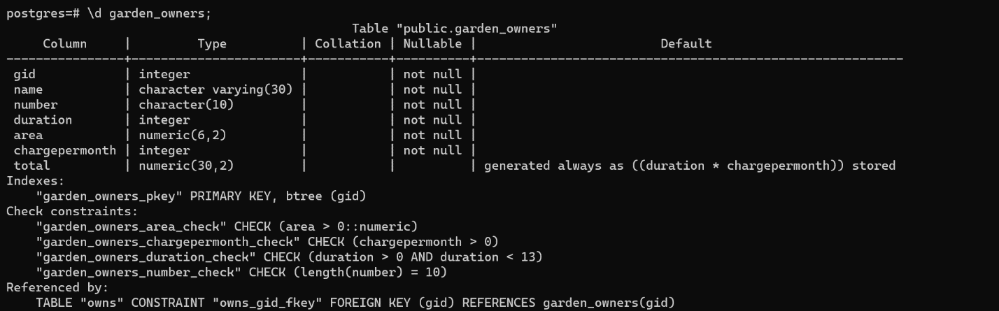 postgres=# \d garden_owners;
Table "public.garden_owners"
Column | Type | Collation | Nullable | Default
----------------+-----------------------+-----------+----------+----------------------------------------------------------
gid | integer | | not null |
name | character varying(30) | | not null |
number | character(10) | | not null |
duration | integer | | not null |
area | numeric(6,2) | | not null |
chargepermonth | integer | | not null |
total | numeric(30,2) | | | generated always as ((duration * chargepermonth)) stored
Indexes:
"garden_owners_pkey" PRIMARY KEY, btree (gid)
Check constraints:
"garden_owners_area_check" CHECK (area > 0::numeric)
"garden_owners_chargepermonth_check" CHECK (chargepermonth > 0)
"garden_owners_duration_check" CHECK (duration > 0 AND duration < 13)
"garden_owners_number_check" CHECK (length(number) = 10)
Referenced by:
TABLE "owns" CONSTRAINT "owns_gid_fkey" FOREIGN KEY (gid) REFERENCES garden_owners(gid)